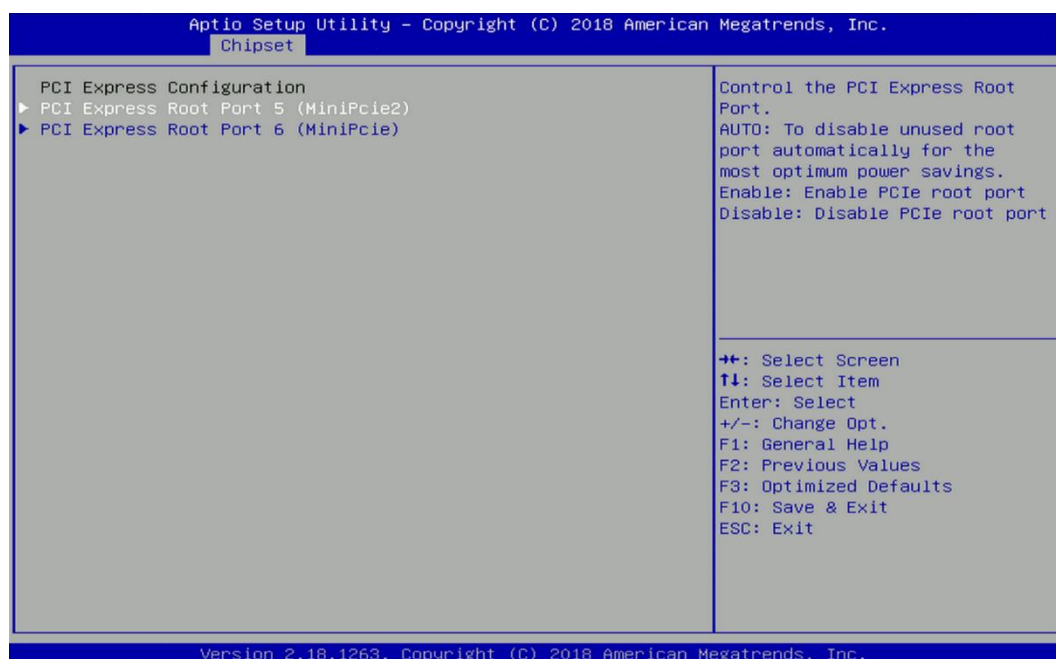 Aptio Setup Utility – Copyright (C) 2018 American Megatrends, Inc.
Chipset
PCI Express Configuration
PCI Express Root Port 5 (MiniPcie2)
PCI Express Root Port 6 (MiniPcie)
Control the PCI Express Root
Port.
AUTO: To disable unused root
port automatically for the
most optimum power savings.
Enable: Enable PCIe root port
Disable: Disable PCIe root port
→←: Select Screen
↑↓: Select Item
Enter: Select
+/-: Change Opt.
F1: General Help
F2: Previous Values
F3: Optimized Defaults
F10: Save & Exit
ESC: Exit
Version 2.18.1263. Copyright (C) 2018 American Megatrends, Inc.